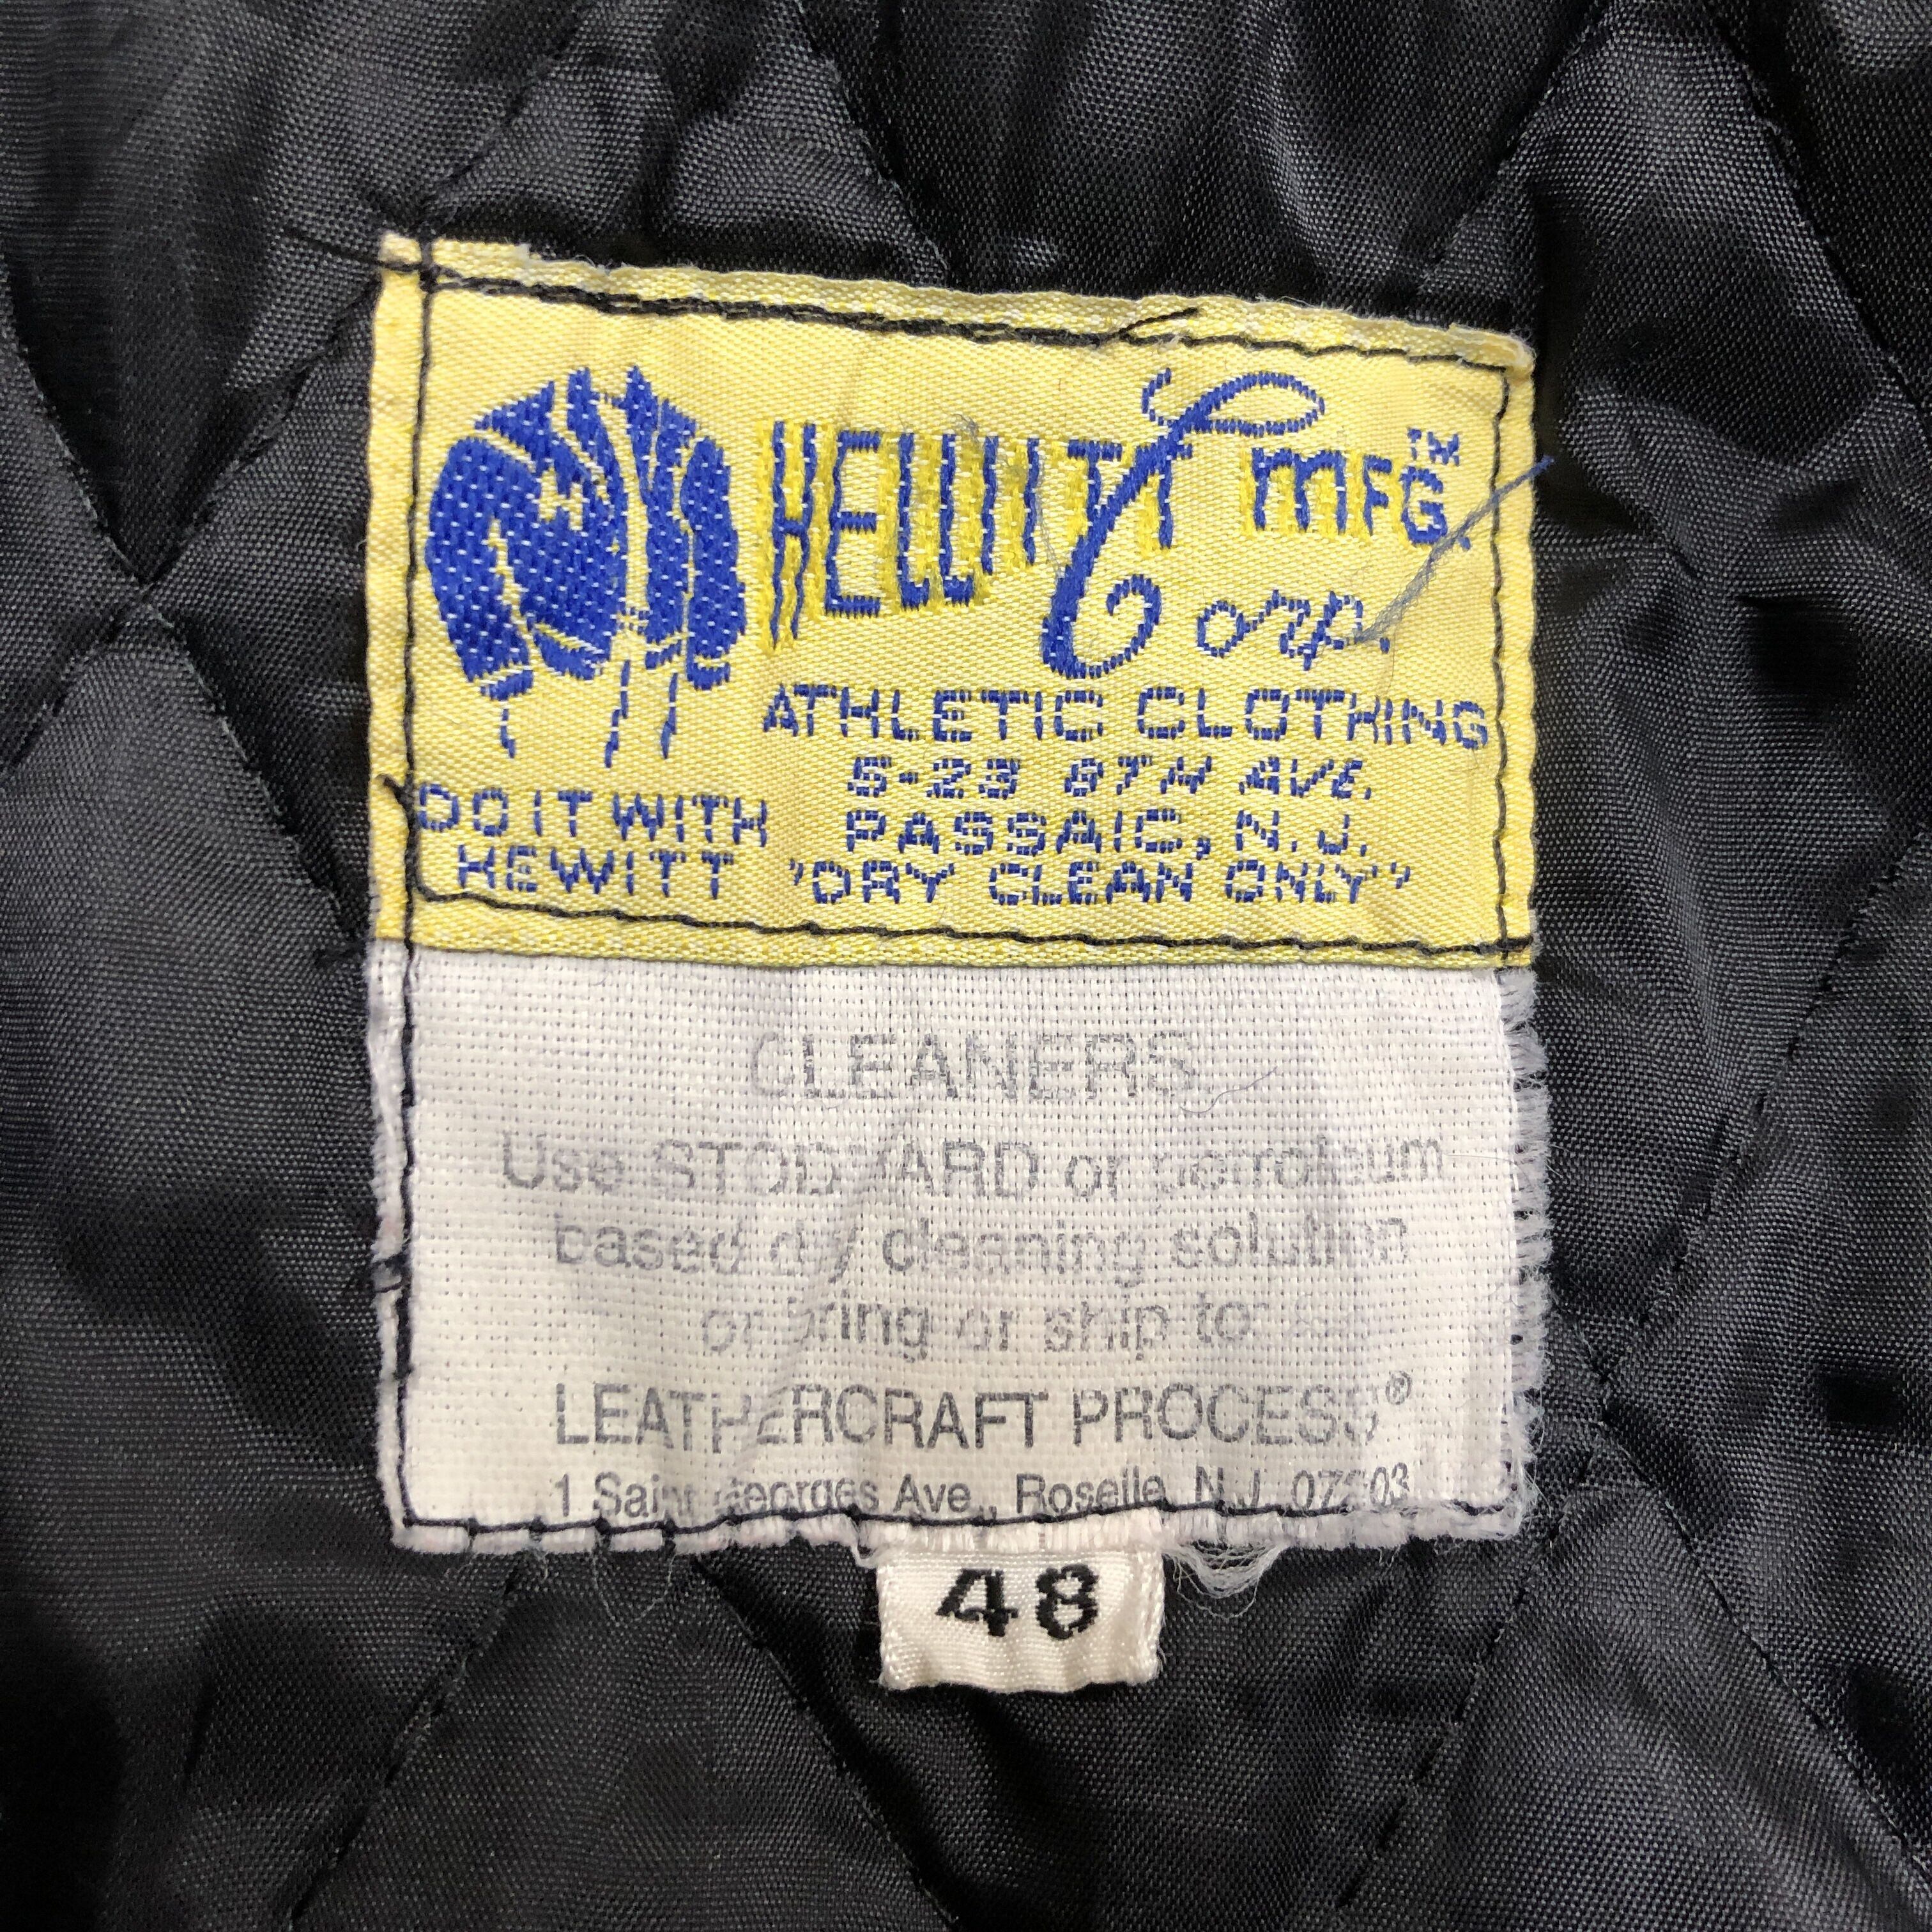 HEWITT MFG.™
Corp.
ATHLETIC CLOTHING
5-23 8TH AVE.
PASSAIC, N.J.
"DRY CLEAN ONLY"
DO IT WITH
HEWITT
CLEANERS
Use STODDARD or petroleum
based dry cleaning solution
or bring or ship to
LEATHERCRAFT PROCESS®
1 Saint Georges Ave., Roselle, N.J. 07203
48